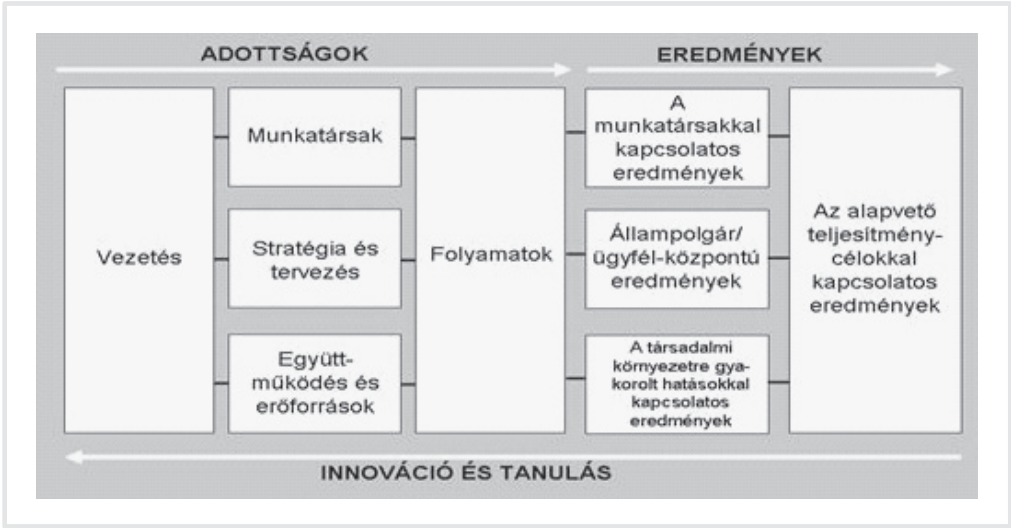 ADOTTSÁGOK
EREDMÉNYEK
Vezetés
Munkatársak
Stratégia és
tervezés
Együtt-
működés és
erőforrások
Folyamatok
A
munkatársakkal
kapcsolatos
eredmények
Állampolgár/
ügyfél-központú
eredmények
A társadalmi
környezetre gya-
korolt hatásokkal
kapcsolatos
eredmények
Az alapvető
teljesítmény-
célokkal
kapcsolatos
eredmények
INNOVÁCIÓ ÉS TANULÁS